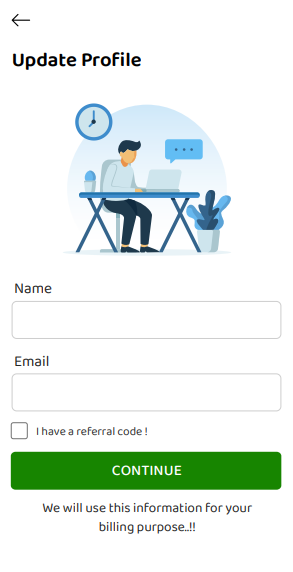 Update Profile
Name
Email
I have a referral code !
CONTINUE
We will use this information for your
billing purpose..!!